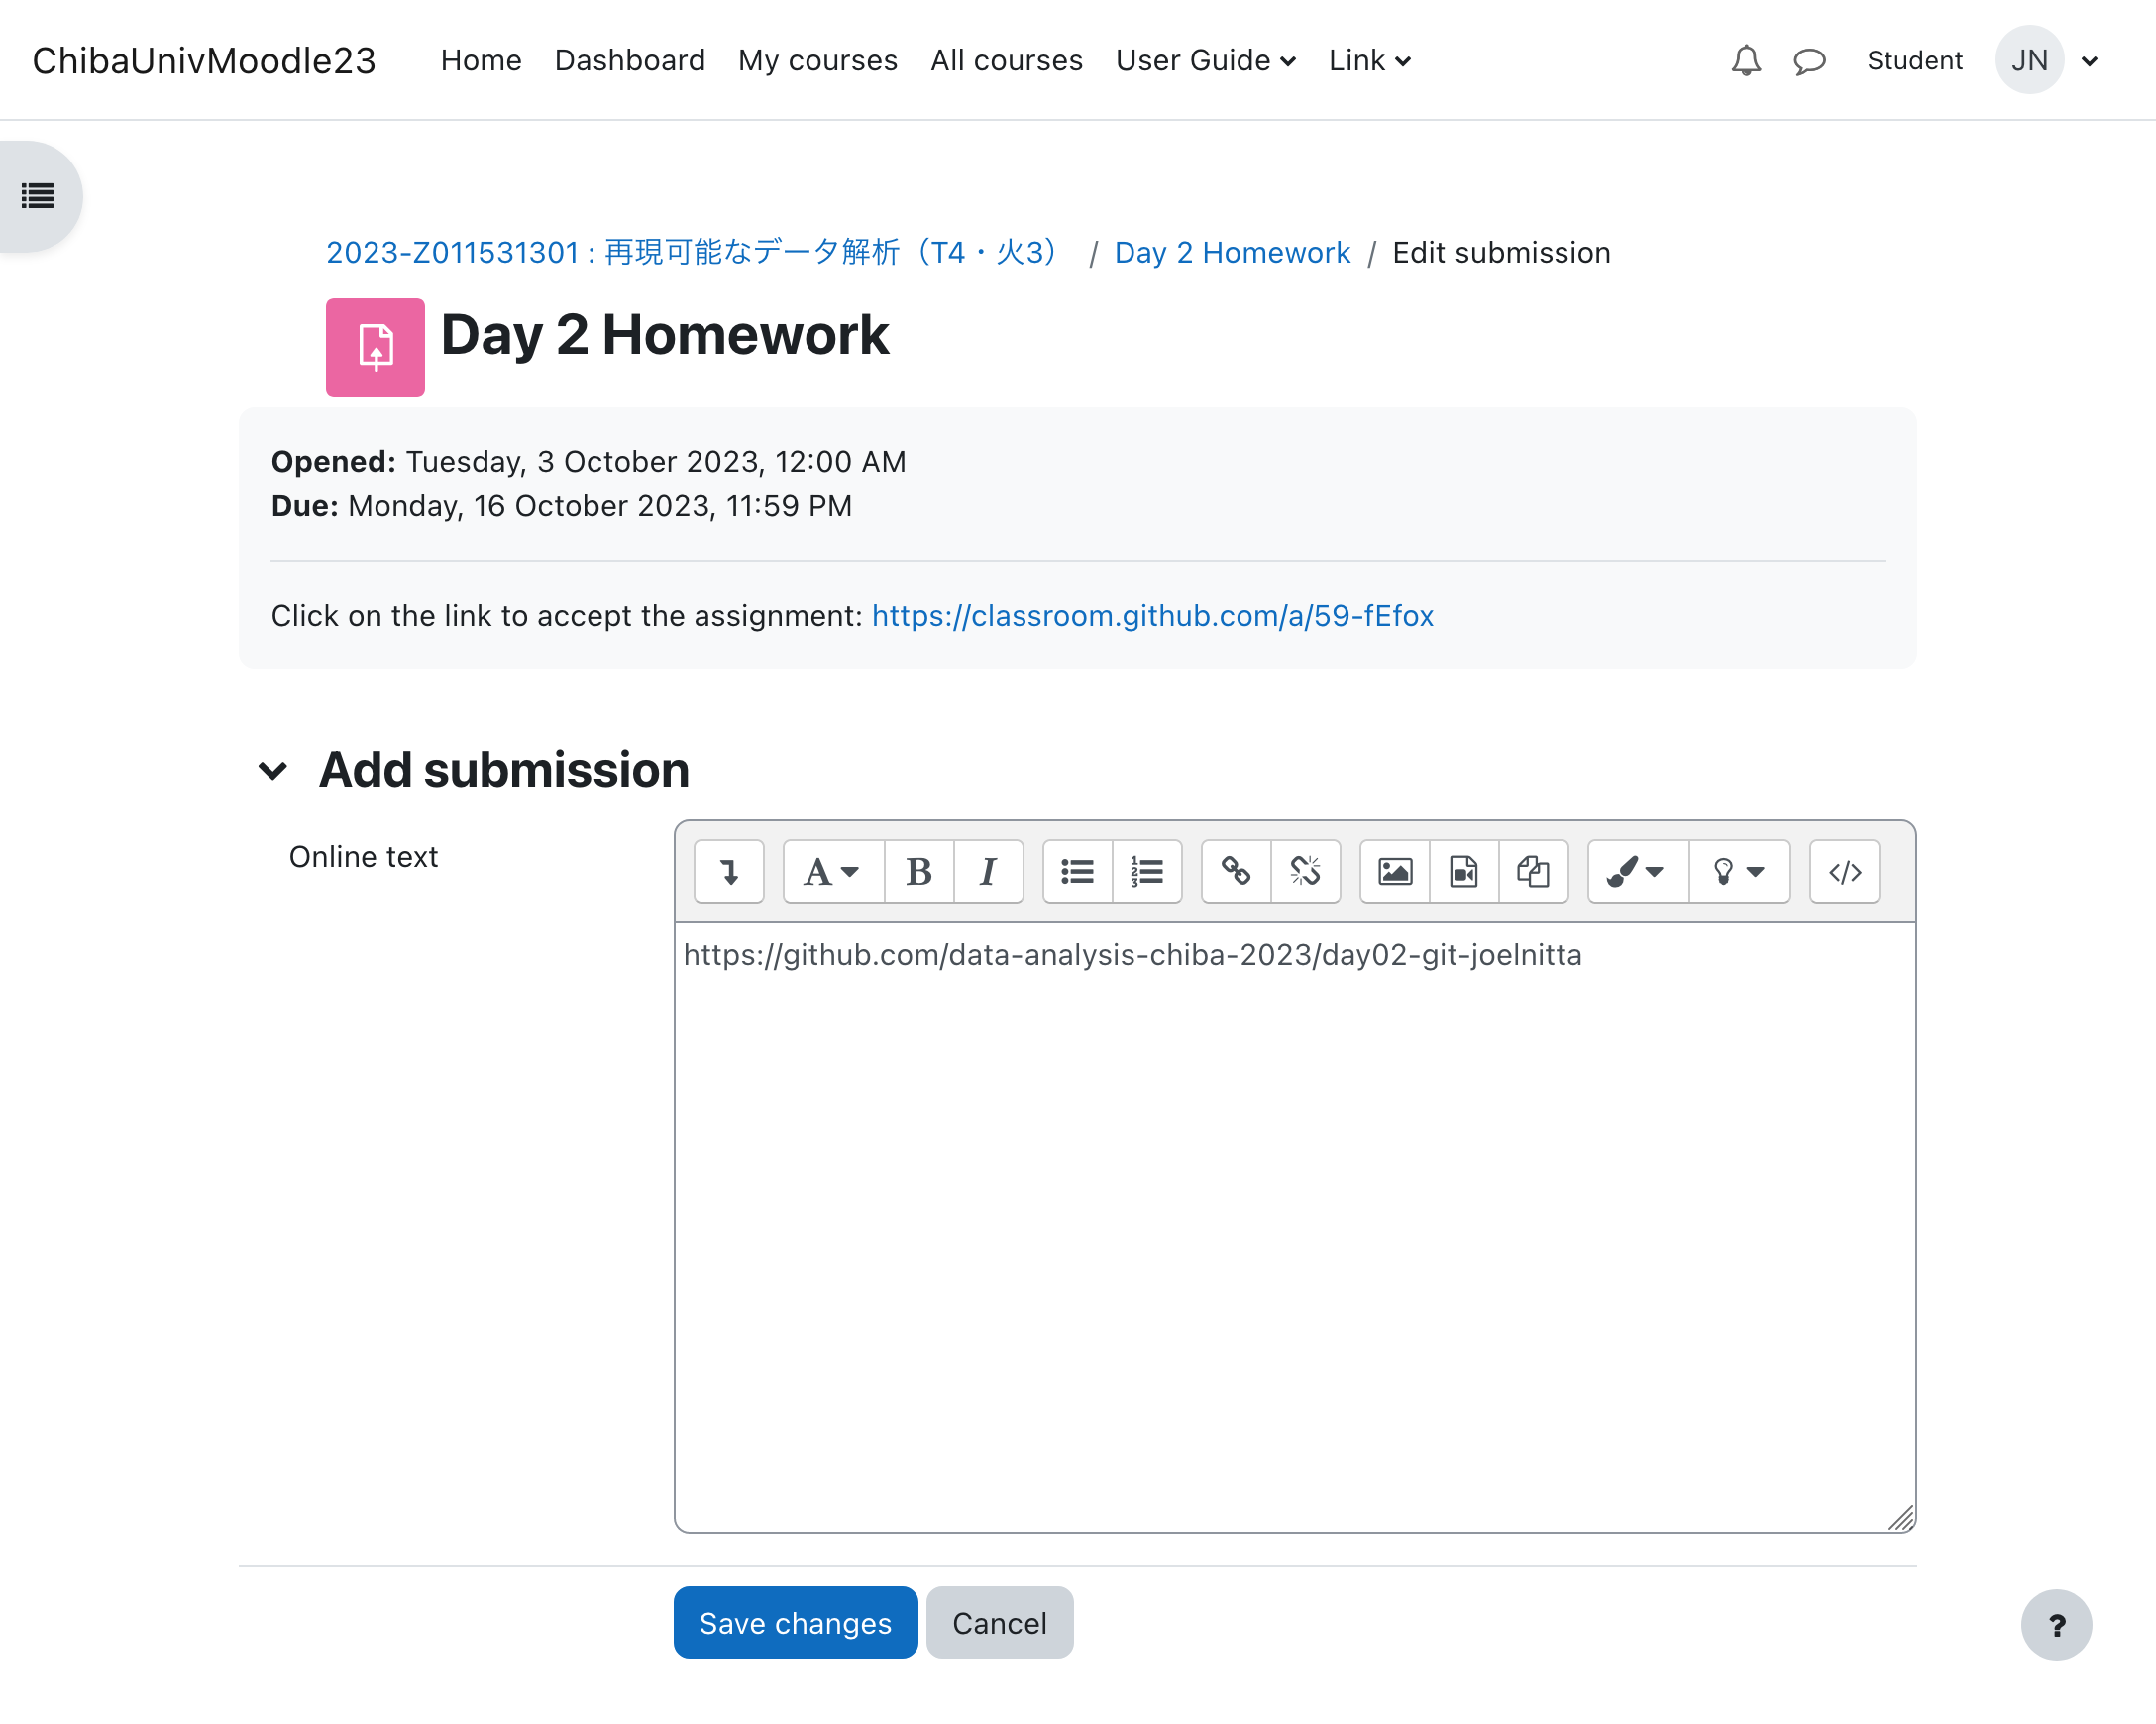 ChibaUnivMoodle23 Home Dashboard My courses All courses User Guide Link Student JN
2023-Z011531301 : 再現可能なデータ解析（T4・火3） / Day 2 Homework / Edit submission
Day 2 Homework
Opened: Tuesday, 3 October 2023, 12:00 AM
Due: Monday, 16 October 2023, 11:59 PM
Click on the link to accept the assignment: https://classroom.github.com/a/59-fEfox
Add submission
Online text
A B I </>
https://github.com/data-analysis-chiba-2023/day02-git-joelnitta
Save changes Cancel ?